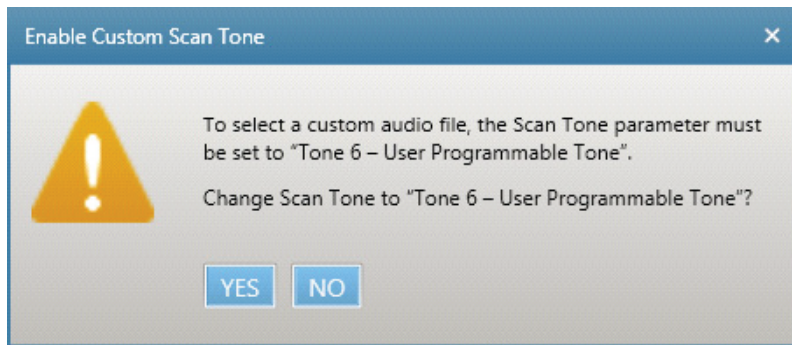 Enable Custom Scan Tone
To select a custom audio file, the Scan Tone parameter must
be set to “Tone 6 – User Programmable Tone”.
Change Scan Tone to “Tone 6 – User Programmable Tone”?
YES NO